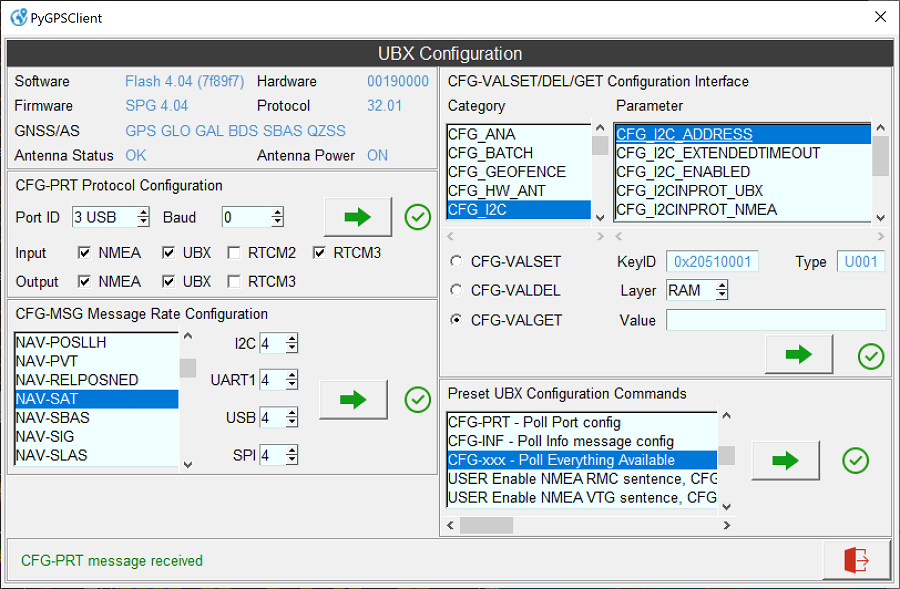 PyGPSClient
UBX Configuration
Software Flash 4.04 (7f89f7) Hardware 00190000
Firmware SPG 4.04 Protocol 32.01
GNSS/AS GPS GLO GAL BDS SBAS QZSS
Antenna Status OK Antenna Power ON
CFG-PRT Protocol Configuration
Port ID 3 USB Baud 0
Input NMEA UBX RTCM2 RTCM3
Output NMEA UBX RTCM3
CFG-MSG Message Rate Configuration
NAV-POSLLH
NAV-PVT
NAV-RELPOSNED
NAV-SAT
NAV-SBAS
NAV-SIG
NAV-SLAS
I2C 4
UART1 4
USB 4
SPI 4
CFG-VALSET/DEL/GET Configuration Interface
Category Parameter
CFG_ANA
CFG_BATCH
CFG_GEOFENCE
CFG_HW_ANT
CFG_I2C
CFG_I2C_ADDRESS
CFG_I2C_EXTENDEDTIMEOUT
CFG_I2C_ENABLED
CFG_I2CINPROT_UBX
CFG_I2CINPROT_NMEA
CFG-VALSET KeyID 0x20510001 Type U001
CFG-VALDEL Layer RAM
CFG-VALGET Value
Preset UBX Configuration Commands
CFG-PRT - Poll Port config
CFG-INF - Poll Info message config
CFG-xxx - Poll Everything Available
USER Enable NMEA RMC sentence, CFG
USER Enable NMEA VTG sentence, CFG
CFG-PRT message received